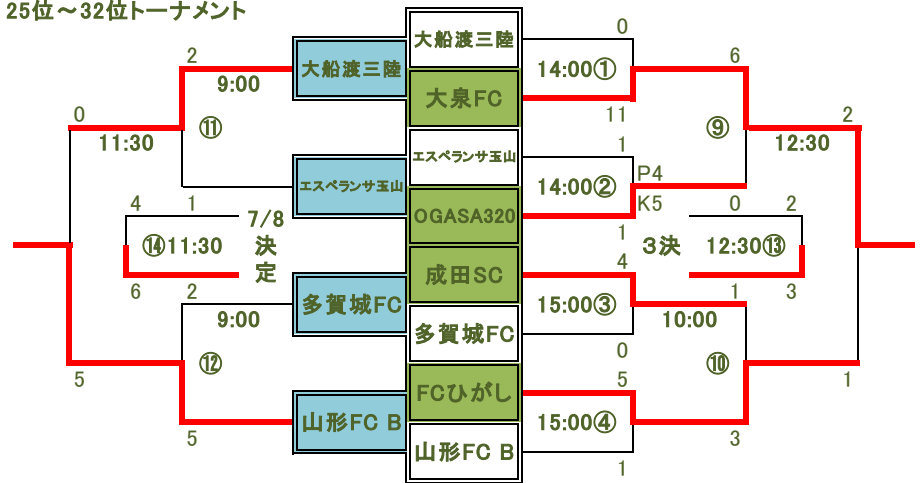 25位～32位トーナメント
大船渡三陸
0
2
大船渡三陸
14:00①
6
9:00
大泉FC
0
11
2
⑪
⑨
11:30
エスペランサ玉山
1
12:30
エスペランサ玉山
14:00②
P4
4
1
7/8
OGASA320
K5
0
2
⑭11:30
決
1
3決
12:30⑬
定
成田SC
4
6
2
1
3
多賀城FC
15:00③
9:00
多賀城FC
10:00
0
⑫
⑩
5
FCひがし
5
1
山形FC B
15:00④
5
山形FC B
3
1